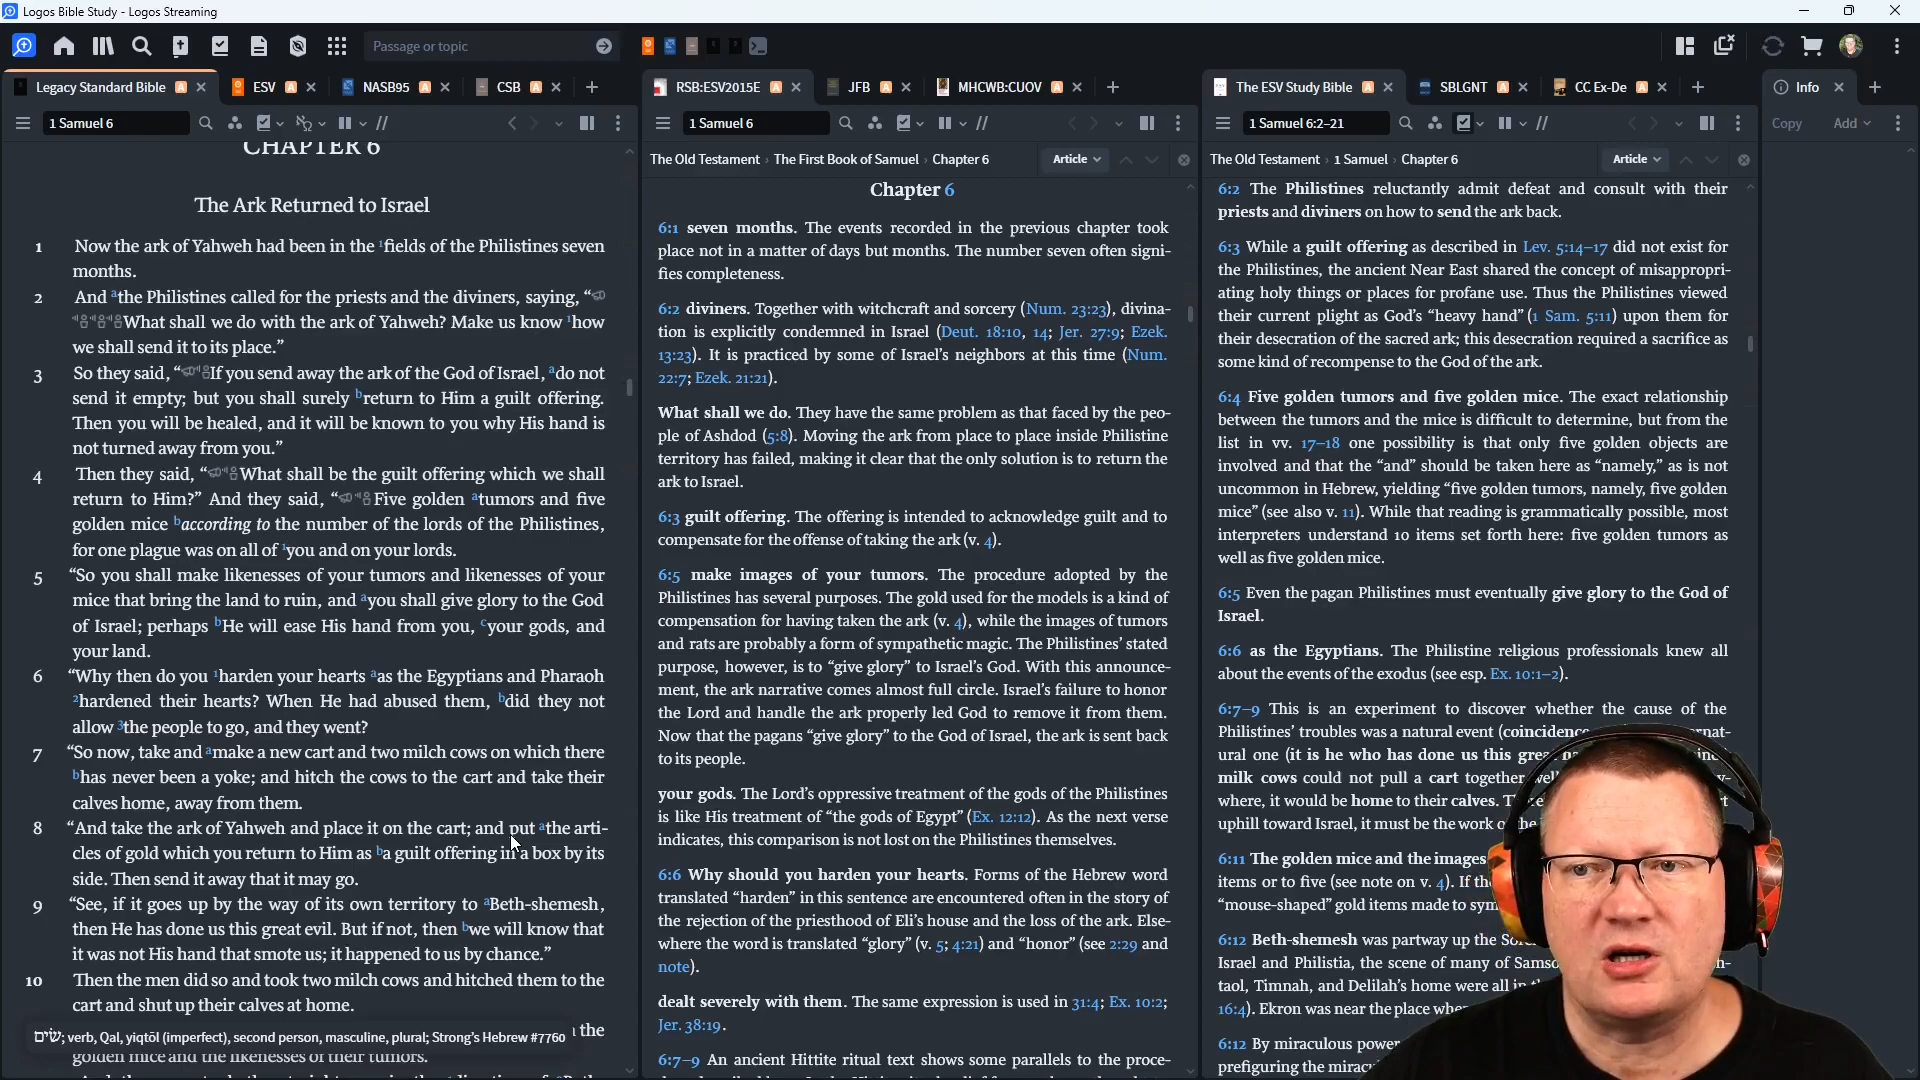 Logos Bible Study - Logos Streaming
Passage or topic
Legacy Standard Bible A
ESV A
NASB95 A
CSB A
1 Samuel 6
CHAPTER 6
The Ark Returned to Israel
1 Now the ark of Yahweh had been in the 1fields of the Philistines seven
months.
2 And athe Philistines called for the priests and the diviners, saying, “
What shall we do with the ark of Yahweh? Make us know 1how
we shall send it to its place.”
3 So they said, “If you send away the ark of the God of Israel, ado not
send it empty; but you shall surely breturn to Him a guilt offering.
Then you will be healed, and it will be known to you why His hand is
not turned away from you.”
4 Then they said, “What shall be the guilt offering which we shall
return to Him?” And they said, “Five golden atumors and five
golden mice baccording to the number of the lords of the Philistines,
for one plague was on all of 1you and on your lords.
5 “So you shall make likenesses of your tumors and likenesses of your
mice that bring the land to ruin, and ayou shall give glory to the God
of Israel; perhaps bHe will ease His hand from you, cyour gods, and
your land.
6 “Why then do you 1harden your hearts aas the Egyptians and Pharaoh
2hardened their hearts? When He had abused them, bdid they not
allow 3the people to go, and they went?
7 “So now, take and amake a new cart and two milch cows on which there
bhas never been a yoke; and hitch the cows to the cart and take their
calves home, away from them.
8 “And take the ark of Yahweh and place it on the cart; and put athe arti-
cles of gold which you return to Him as ba guilt offering in a box by its
side. Then send it away that it may go.
9 “See, if it goes up by the way of its own territory to aBeth-shemesh,
then He has done us this great evil. But if not, then bwe will know that
it was not His hand that smote us; it happened to us by chance.”
10 Then the men did so and took two milch cows and hitched them to the
cart and shut up their calves at home.
the
golden mice and the likenesses of their tumors.
שׂים; verb, Qal, yiqtōl (imperfect), second person, masculine, plural; Strong’s Hebrew #7760
RSB:ESV2015E A
JFB A
MHCWB:CUOV A
1 Samuel 6
The Old Testament › The First Book of Samuel › Chapter 6
Article
Chapter 6
6:1 seven months. The events recorded in the previous chapter took
place not in a matter of days but months. The number seven often signi-
fies completeness.
6:2 diviners. Together with witchcraft and sorcery (Num. 23:23), divina-
tion is explicitly condemned in Israel (Deut. 18:10, 14; Jer. 27:9; Ezek.
13:23). It is practiced by some of Israel’s neighbors at this time (Num.
22:7; Ezek. 21:21).
What shall we do. They have the same problem as that faced by the peo-
ple of Ashdod (5:8). Moving the ark from place to place inside Philistine
territory has failed, making it clear that the only solution is to return the
ark to Israel.
6:3 guilt offering. The offering is intended to acknowledge guilt and to
compensate for the offense of taking the ark (v. 4).
6:5 make images of your tumors. The procedure adopted by the
Philistines has several purposes. The gold used for the models is a kind of
compensation for having taken the ark (v. 4), while the images of tumors
and rats are probably a form of sympathetic magic. The Philistines’ stated
purpose, however, is to “give glory” to Israel’s God. With this announce-
ment, the ark narrative comes almost full circle. Israel’s failure to honor
the Lord and handle the ark properly led God to remove it from them.
Now that the pagans “give glory” to the God of Israel, the ark is sent back
to its people.
your gods. The Lord’s oppressive treatment of the gods of the Philistines
is like His treatment of “the gods of Egypt” (Ex. 12:12). As the next verse
indicates, this comparison is not lost on the Philistines themselves.
6:6 Why should you harden your hearts. Forms of the Hebrew word
translated “harden” in this sentence are encountered often in the story of
the rejection of the priesthood of Eli’s house and the loss of the ark. Else-
where the word is translated “glory” (v. 5; 4:21) and “honor” (see 2:29 and
note).
dealt severely with them. The same expression is used in 31:4; Ex. 10:2;
Jer. 38:19.
6:7–9 An ancient Hittite ritual text shows some parallels to the proce-
The ESV Study Bible A
SBLGNT A
CC Ex-De A
1 Samuel 6:2–21
The Old Testament › 1 Samuel › Chapter 6
Article
6:2 The Philistines reluctantly admit defeat and consult with their
priests and diviners on how to send the ark back.
6:3 While a guilt offering as described in Lev. 5:14–17 did not exist for
the Philistines, the ancient Near East shared the concept of misappropri-
ating holy things or places for profane use. Thus the Philistines viewed
their current plight as God’s “heavy hand” (1 Sam. 5:11) upon them for
their desecration of the sacred ark; this desecration required a sacrifice as
some kind of recompense to the God of the ark.
6:4 Five golden tumors and five golden mice. The exact relationship
between the tumors and the mice is difficult to determine, but from the
list in vv. 17–18 one possibility is that only five golden objects are
involved and that the “and” should be taken here as “namely,” as is not
uncommon in Hebrew, yielding “five golden tumors, namely, five golden
mice” (see also v. 11). While that reading is grammatically possible, most
interpreters understand 10 items set forth here: five golden tumors as
well as five golden mice.
6:5 Even the pagan Philistines must eventually give glory to the God of
Israel.
6:6 as the Egyptians. The Philistine religious professionals knew all
about the events of the exodus (see esp. Ex. 10:1–2).
6:7–9 This is an experiment to discover whether the cause of the
Philistines’ troubles was a natural event (coincidence
ural one (it is he who has done us this great
milk cows could not pull a cart together
where, it would be home to their calves.
uphill toward Israel, it must be the work
6:11 The golden mice and the images
items or to five (see note on v. 4). If
“mouse-shaped” gold items made to
6:12 Beth-shemesh was partway up the
Israel and Philistia, the scene of many of
taol, Timnah, and Delilah’s home were all
16:4). Ekron was near the place
6:12 By miraculous power
prefiguring the
Info
Copy
Add